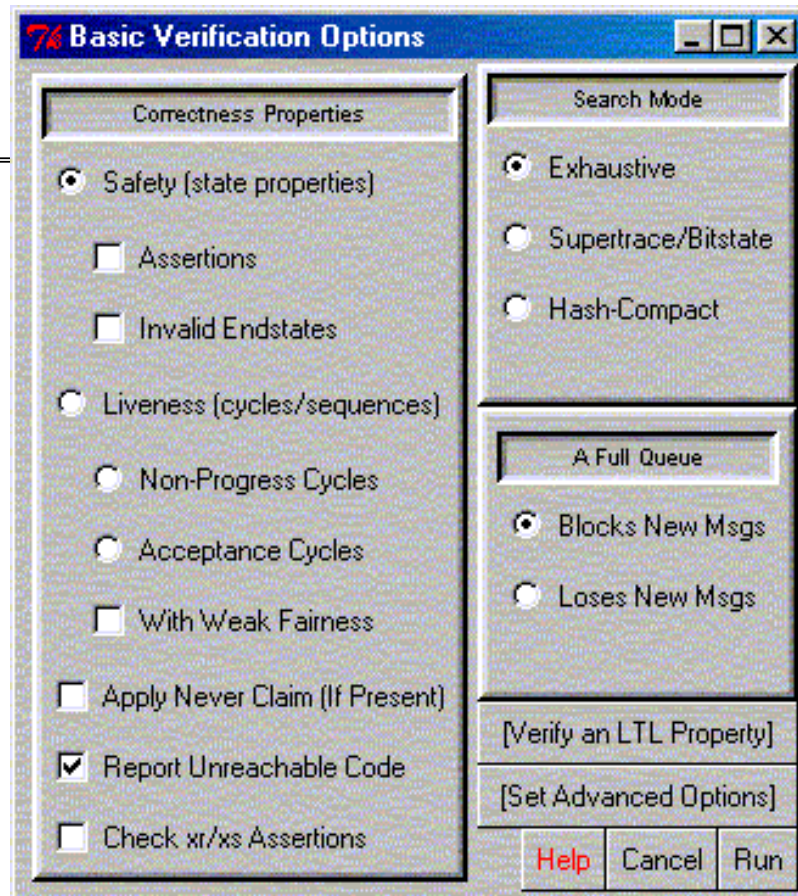 Basic Verification Options
Correctness Properties
Safety (state properties)
Assertions
Invalid Endstates
Liveness (cycles/sequences)
Non-Progress Cycles
Acceptance Cycles
With Weak Fairness
Apply Never Claim (If Present)
Report Unreachable Code
Check xr/xs Assertions
Search Mode
Exhaustive
Supertrace/Bitstate
Hash-Compact
A Full Queue
Blocks New Msgs
Loses New Msgs
[Verify an LTL Property]
[Set Advanced Options]
Help Cancel Run